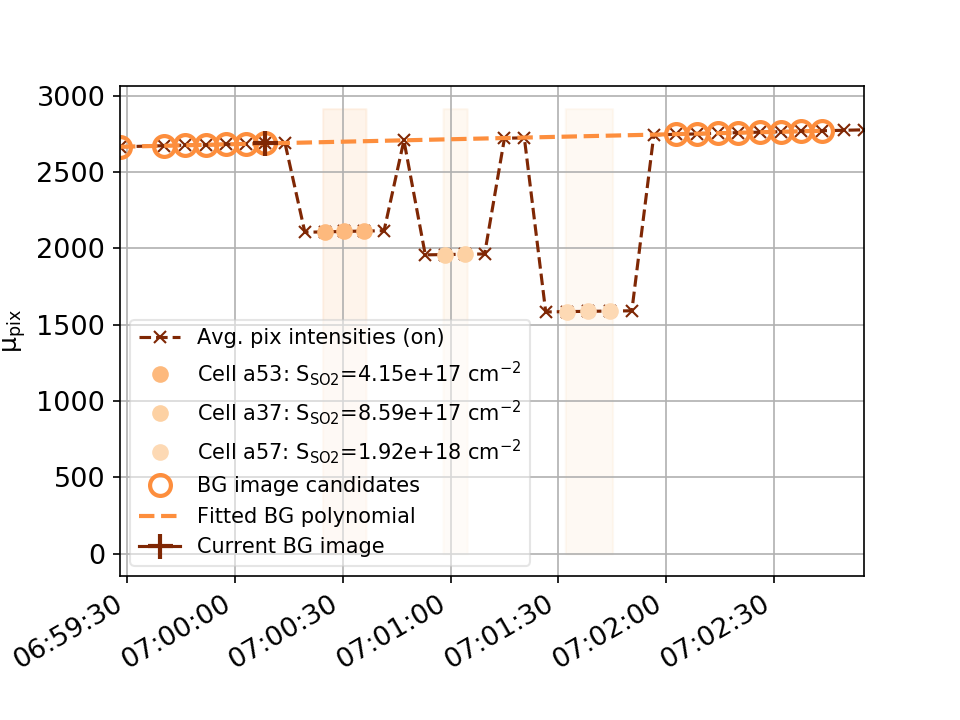 3000
2500
2000
1500
1000
500
0
μpix
Avg. pix intensities (on)
Cell a53: SSO2=4.15e+17 cm−2
Cell a37: SSO2=8.59e+17 cm−2
Cell a57: SSO2=1.92e+18 cm−2
BG image candidates
Fitted BG polynomial
Current BG image
06:59:30
07:00:00
07:00:30
07:01:00
07:01:30
07:02:00
07:02:30